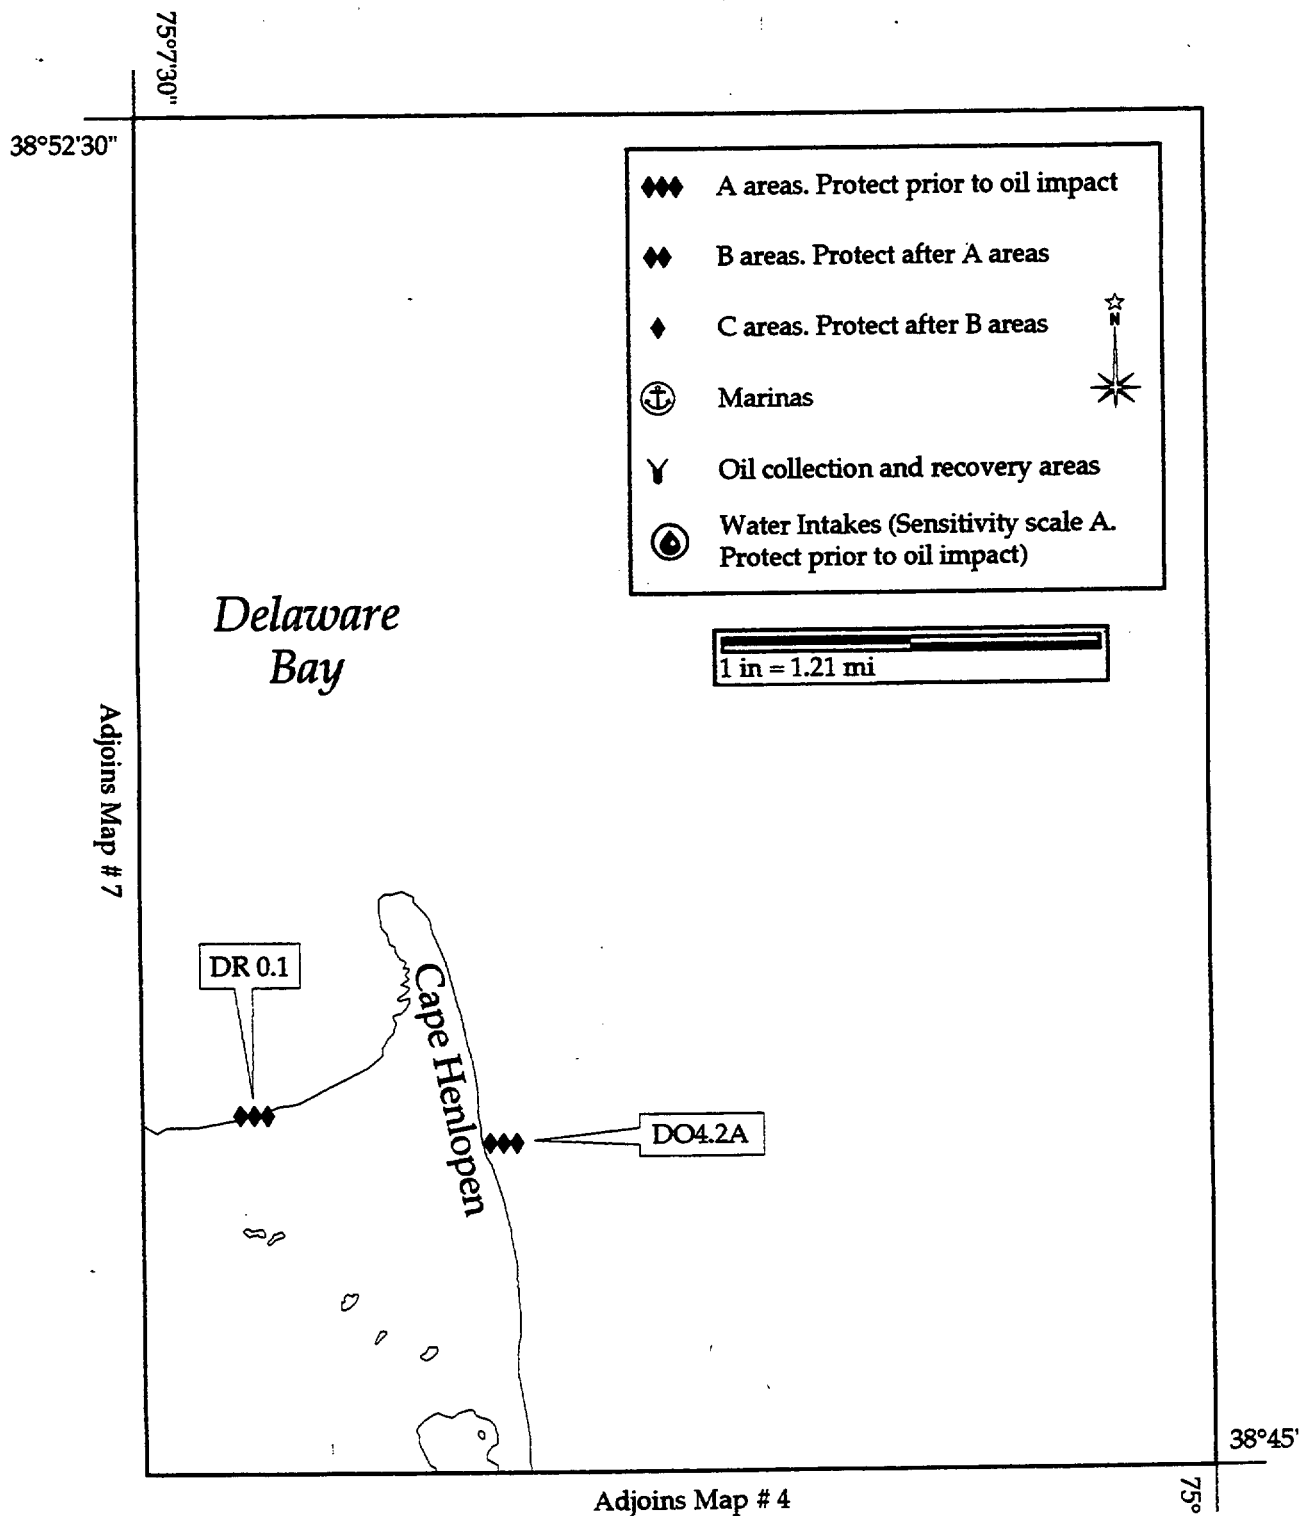 75°7'30"
38°52'30"
A areas. Protect prior to oil impact
B areas. Protect after A areas
C areas. Protect after B areas
N
Marinas
Oil collection and recovery areas
Water Intakes (Sensitivity scale A.
Protect prior to oil impact)
Delaware
Bay
1 in = 1.21 mi
Adjoins Map # 7
DR 0.1
Cape Henlopen
DO4.2A
38°45'
75°
Adjoins Map # 4